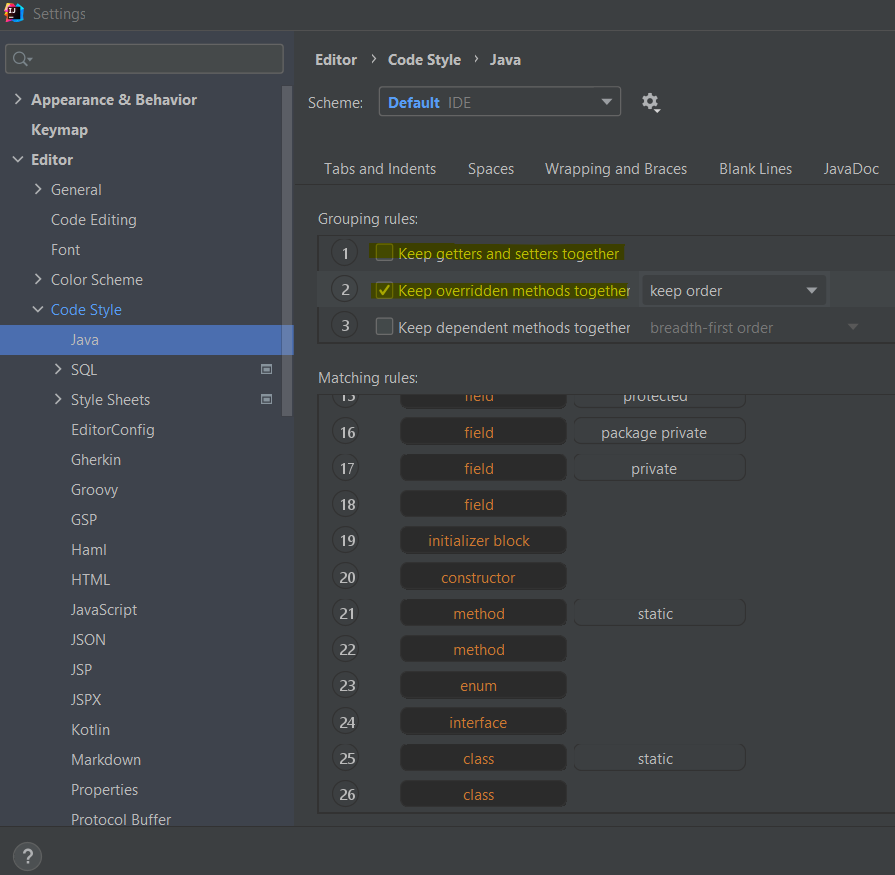 Settings
Appearance & Behavior
Keymap
Editor
General
Code Editing
Font
Color Scheme
Code Style
Java
SQL
Style Sheets
EditorConfig
Gherkin
Groovy
GSP
Haml
HTML
JavaScript
JSON
JSP
JSPX
Kotlin
Markdown
Properties
Protocol Buffer
?
Editor › Code Style › Java
Scheme: Default IDE
Tabs and Indents Spaces Wrapping and Braces Blank Lines JavaDoc
Grouping rules:
1 Keep getters and setters together
2 Keep overridden methods together keep order
3 Keep dependent methods together breadth-first order
Matching rules:
15 field protected
16 field package private
17 field private
18 field
19 initializer block
20 constructor
21 method static
22 method
23 enum
24 interface
25 class static
26 class